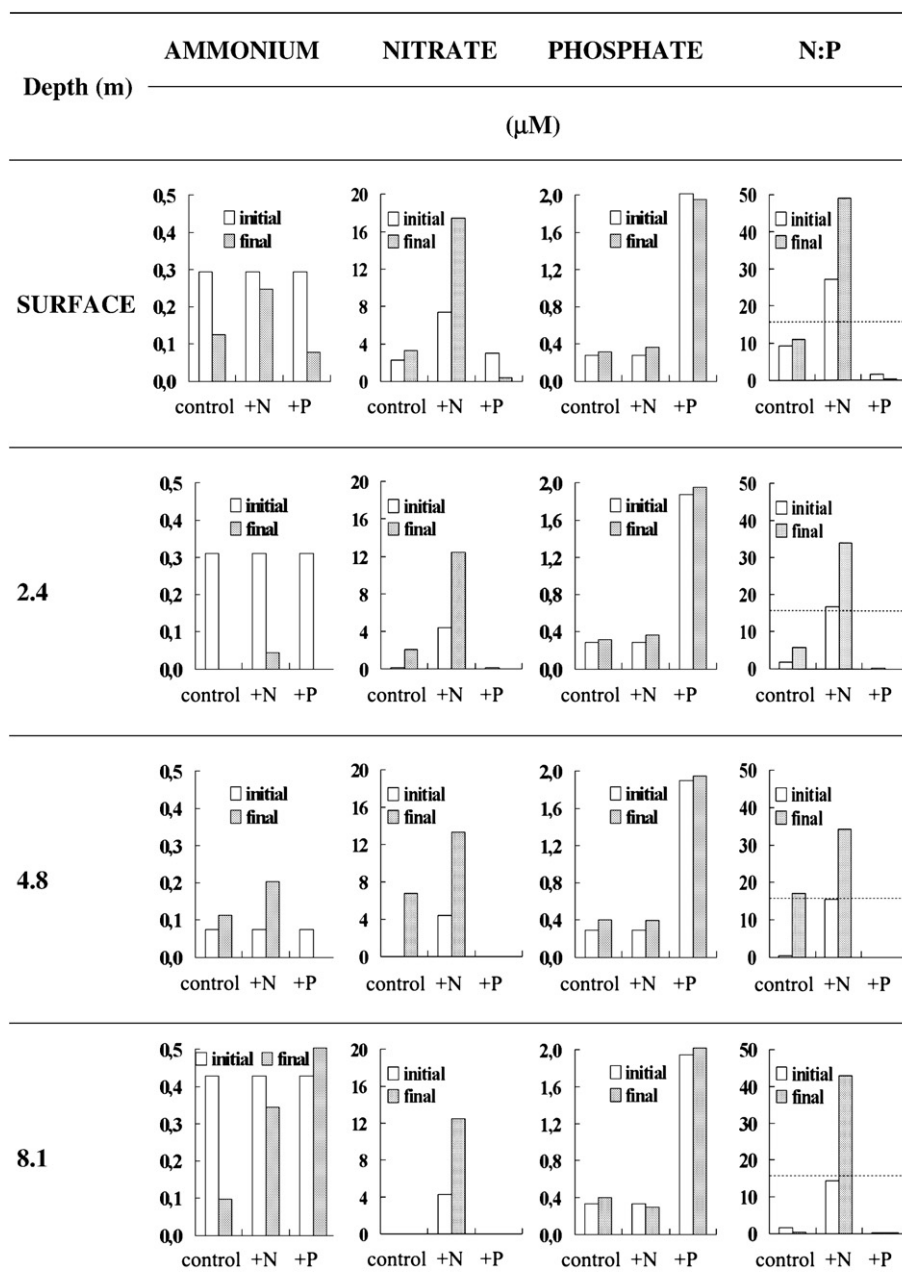 AMMONIUM NITRATE PHOSPHATE N:P
Depth (m)
(μM)
SURFACE
0,5 0,4 0,3 0,2 0,1 0,0
initial
final
control +N +P
20 16 12 8 4 0
initial
final
control +N +P
2,0 1,6 1,2 0,8 0,4 0,0
initial
final
control +N +P
50 40 30 20 10 0
initial
final
control +N +P
2.4
0,5 0,4 0,3 0,2 0,1 0,0
initial
final
control +N +P
20 16 12 8 4 0
initial
final
control +N +P
2,0 1,6 1,2 0,8 0,4 0,0
initial
final
control +N +P
50 40 30 20 10 0
initial
final
control +N +P
4.8
0,5 0,4 0,3 0,2 0,1 0,0
initial
final
control +N +P
20 16 12 8 4 0
initial
final
control +N +P
2,0 1,6 1,2 0,8 0,4 0,0
initial
final
control +N +P
50 40 30 20 10 0
initial
final
control +N +P
8.1
0,5 0,4 0,3 0,2 0,1 0,0
initial final
control +N +P
20 16 12 8 4 0
initial
final
control +N +P
2,0 1,6 1,2 0,8 0,4 0,0
initial
final
control +N +P
50 40 30 20 10 0
initial
final
control +N +P